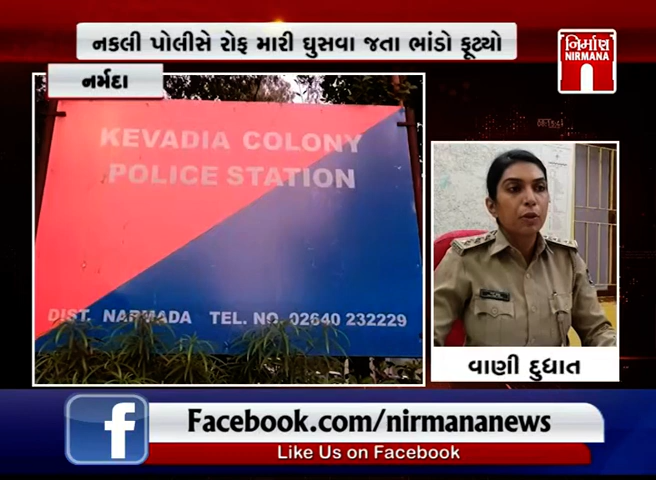 નકલી પોલીસે રોફ મારી ઘુસવા જતા ભાંડો ફૂટ્યો
નિર્માણ
NIRMANA
નર્મદા
KEVADIA COLONY
POLICE STATION
DIST. NARMADA TEL. NO. 02640 232229
વાણી દુધાત
f
Facebook.com/nirmananews
Like Us on Facebook